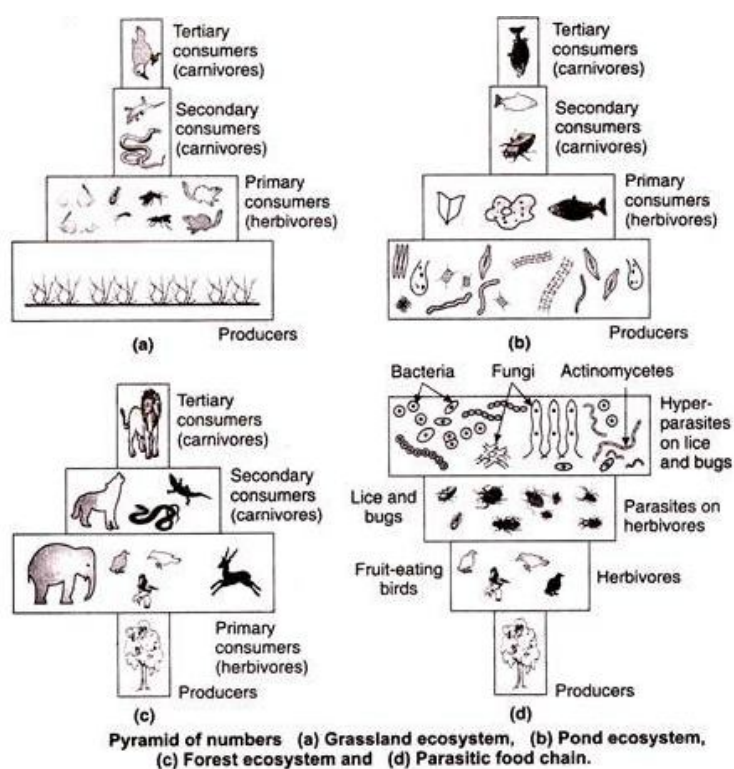 Tertiary
consumers
(carnivores)
Secondary
consumers
(carnivores)
Primary
consumers
(herbivores)
Producers
(a)
Tertiary
consumers
(carnivores)
Secondary
consumers
(carnivores)
Primary
consumers
(herbivores)
Producers
(b)
Tertiary
consumers
(carnivores)
Secondary
consumers
(carnivores)
Primary
consumers
(herbivores)
Producers
(c)
Bacteria
Fungi
Actinomycetes
Hyper-
parasites
on lice
and bugs
Lice and
bugs
Parasites on
herbivores
Fruit-eating
birds
Herbivores
Producers
(d)
Pyramid of numbers (a) Grassland ecosystem, (b) Pond ecosystem,
(c) Forest ecosystem and (d) Parasitic food chain.